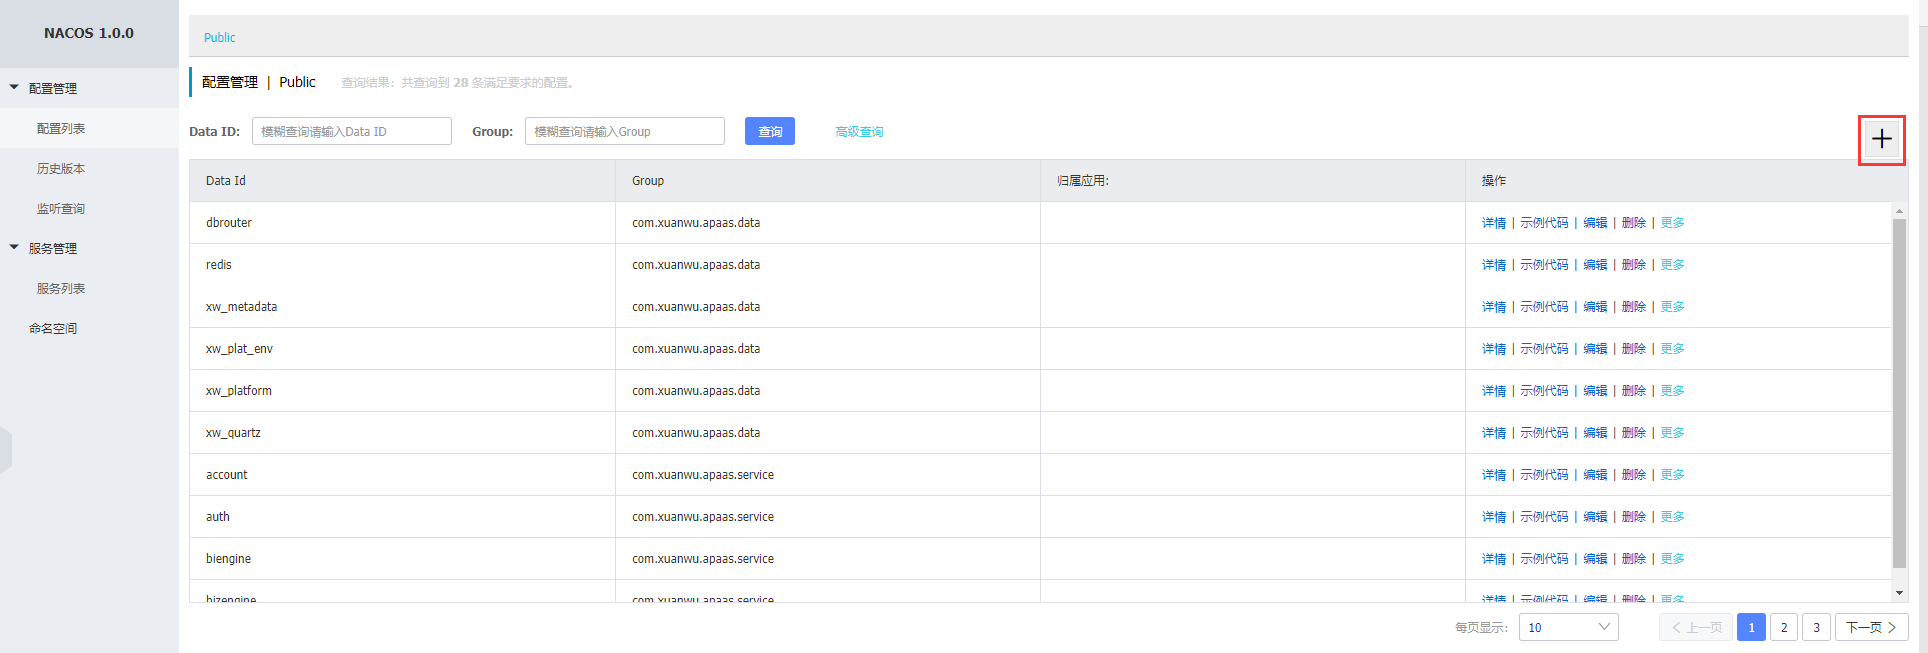 NACOS 1.0.0
配置管理
配置列表
历史版本
监听查询
服务管理
服务列表
命名空间
Public
配置管理 | Public 查询结果：共查询到 28 条满足要求的配置。
Data ID: 模糊查询请输入Data ID Group: 模糊查询请输入Group 查询 高级查询
Data Id Group 归属应用: 操作
dbrouter com.xuanwu.apaas.data 详情 | 示例代码 | 编辑 | 删除 | 更多
redis com.xuanwu.apaas.data 详情 | 示例代码 | 编辑 | 删除 | 更多
xw_metadata com.xuanwu.apaas.data 详情 | 示例代码 | 编辑 | 删除 | 更多
xw_plat_env com.xuanwu.apaas.data 详情 | 示例代码 | 编辑 | 删除 | 更多
xw_platform com.xuanwu.apaas.data 详情 | 示例代码 | 编辑 | 删除 | 更多
xw_quartz com.xuanwu.apaas.data 详情 | 示例代码 | 编辑 | 删除 | 更多
account com.xuanwu.apaas.service 详情 | 示例代码 | 编辑 | 删除 | 更多
auth com.xuanwu.apaas.service 详情 | 示例代码 | 编辑 | 删除 | 更多
biengine com.xuanwu.apaas.service 详情 | 示例代码 | 编辑 | 删除 | 更多
bizengine com.xuanwu.apaas.service 详情 | 示例代码 | 编辑 | 删除 | 更多
每页显示: 10 上一页 1 2 3 下一页